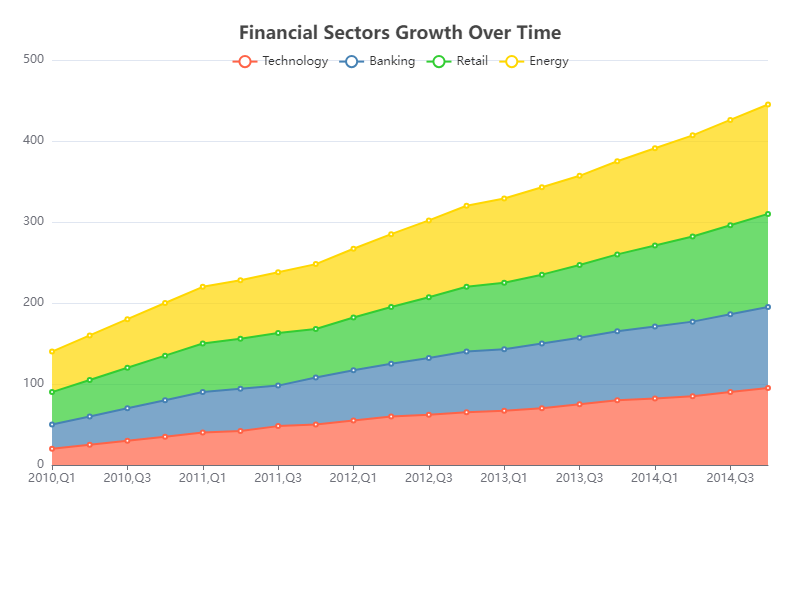 Financial Sectors Growth Over Time
Technology Banking Retail Energy
500
400
300
200
100
0
2010,Q1 2010,Q3 2011,Q1 2011,Q3 2012,Q1 2012,Q3 2013,Q1 2013,Q3 2014,Q1 2014,Q3